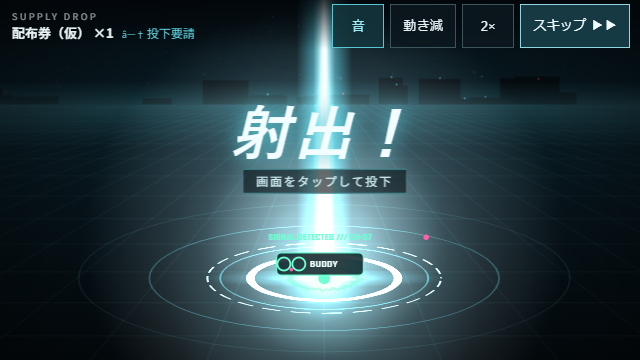 SUPPLY DROP
配布券（仮） ×1 â—† 投下要請
音
動き減
2×
スキップ ▶▶
射出！
画面をタップして投下
BUDDY